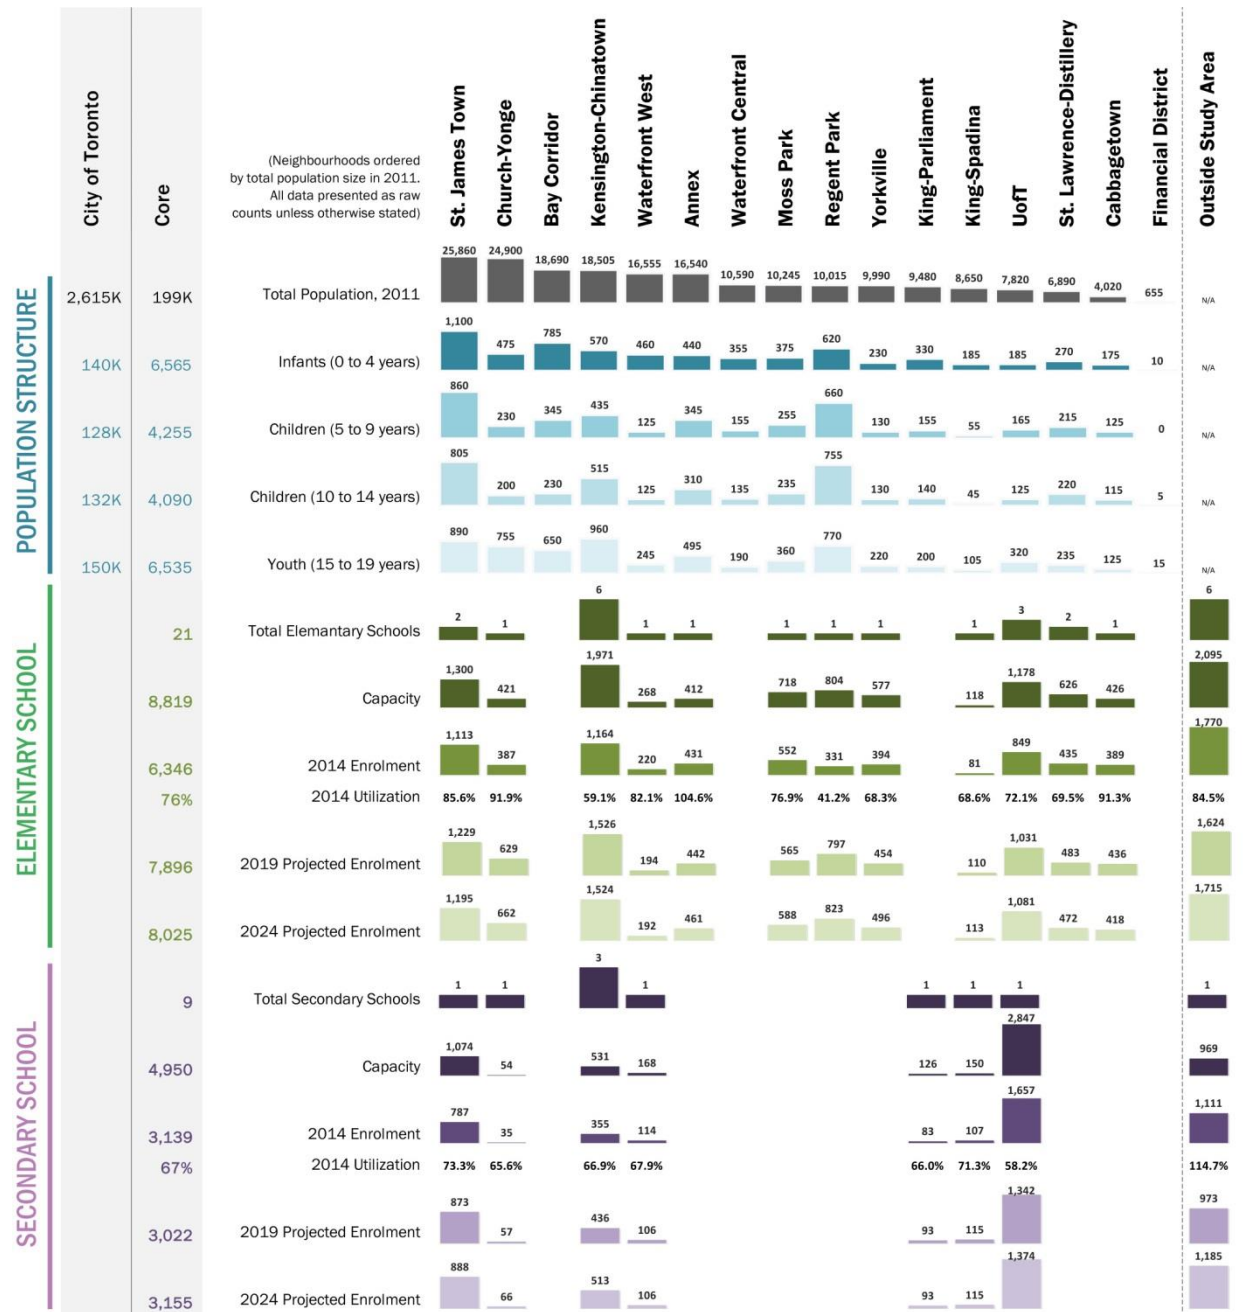 City of Toronto
Core
(Neighbourhoods ordered
by total population size in 2011.
All data presented as raw
counts unless otherwise stated)
St. James Town
Church-Yonge
Bay Corridor
Kensington-Chinatown
Waterfront West
Annex
Waterfront Central
Moss Park
Regent Park
Yorkville
King-Parliament
King-Spadina
UofT
St. Lawrence-Distillery
Cabbagetown
Financial District
Outside Study Area
POPULATION STRUCTURE
2,615K 199K Total Population, 2011 25,860 24,900 18,690 18,505 16,555 16,540 10,590 10,245 10,015 9,990 9,480 8,650 7,820 6,890 4,020 655 N/A
140K 6,565 Infants (0 to 4 years) 1,100 475 785 570 460 440 355 375 620 230 330 185 185 270 175 10 N/A
128K 4,255 Children (5 to 9 years) 860 230 345 435 125 345 155 255 660 130 155 55 165 215 125 0 N/A
132K 4,090 Children (10 to 14 years) 805 200 230 515 125 310 135 235 755 130 140 45 125 220 115 5 N/A
150K 6,535 Youth (15 to 19 years) 890 755 650 960 245 495 190 360 770 220 200 105 320 235 125 15 N/A
ELEMENTARY SCHOOL
21 Total Elemantary Schools 2 1 6 1 1 1 1 1 1 3 2 1 6
8,819 Capacity 1,300 421 1,971 268 412 718 804 577 118 1,178 626 426 2,095
6,346 2014 Enrolment 1,113 387 1,164 220 431 552 331 394 81 849 435 389 1,770
76% 2014 Utilization 85.6% 91.9% 59.1% 82.1% 104.6% 76.9% 41.2% 68.3% 68.6% 72.1% 69.5% 91.3% 84.5%
7,896 2019 Projected Enrolment 1,229 629 1,526 194 442 565 797 454 110 1,031 483 436 1,624
8,025 2024 Projected Enrolment 1,195 662 1,524 192 461 588 823 496 113 1,081 472 418 1,715
SECONDARY SCHOOL
9 Total Secondary Schools 1 1 3 1 1 1 1 1
4,950 Capacity 1,074 54 531 168 126 150 2,847 969
3,139 2014 Enrolment 787 35 355 114 83 107 1,657 1,111
67% 2014 Utilization 73.3% 65.6% 66.9% 67.9% 66.0% 71.3% 58.2% 114.7%
3,022 2019 Projected Enrolment 873 57 436 106 93 115 1,342 973
3,155 2024 Projected Enrolment 888 66 513 106 93 115 1,374 1,185